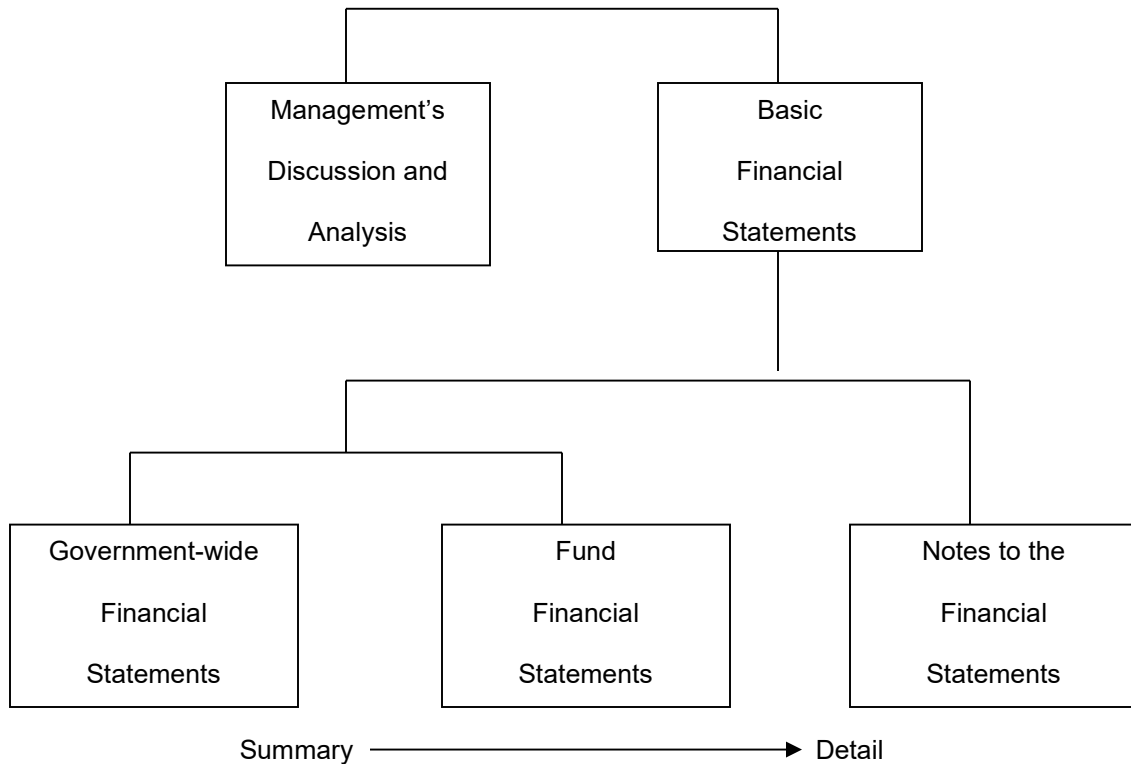 Management’s
Discussion and
Analysis
Basic
Financial
Statements
Government-wide
Financial
Statements
Fund
Financial
Statements
Notes to the
Financial
Statements
Summary
Detail